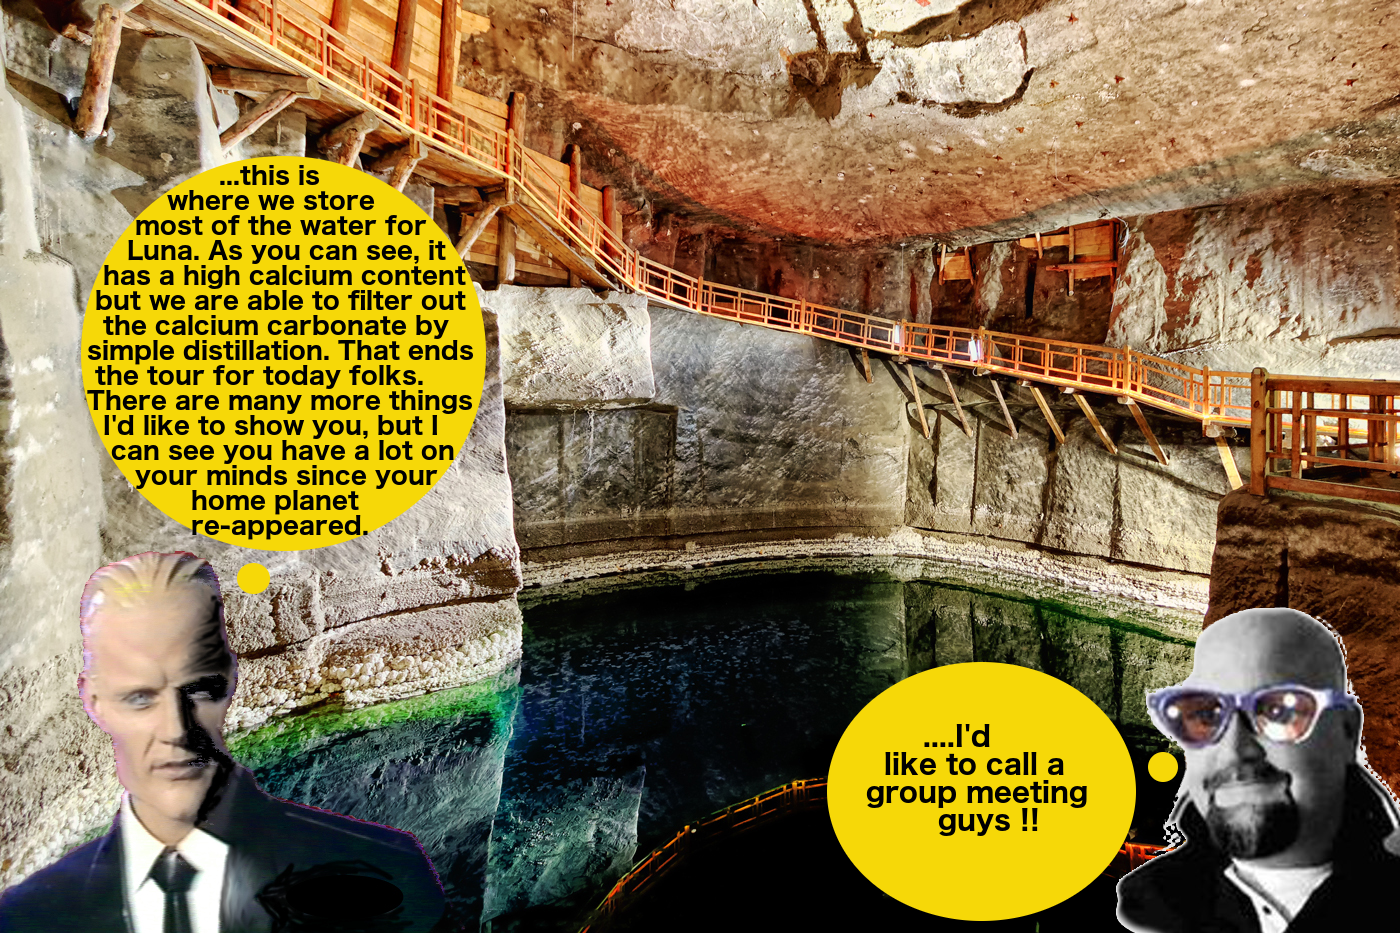 ...this is
where we store
most of the water for
Luna. As you can see, it
has a high calcium content
but we are able to filter out
the calcium carbonate by
simple distillation. That ends
the tour for today folks.
There are many more things
I'd like to show you, but I
can see you have a lot on
your minds since your
home planet
re-appeared.
....I'd
like to call a
group meeting
guys !!